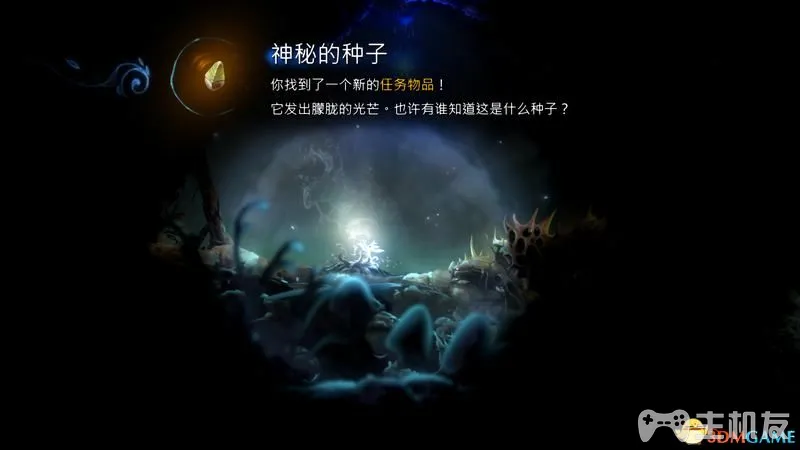 神秘的种子
你找到了一个新的任务物品！
它发出朦胧的光芒。也许有谁知道这是什么种子？
主机友
3DMGAME